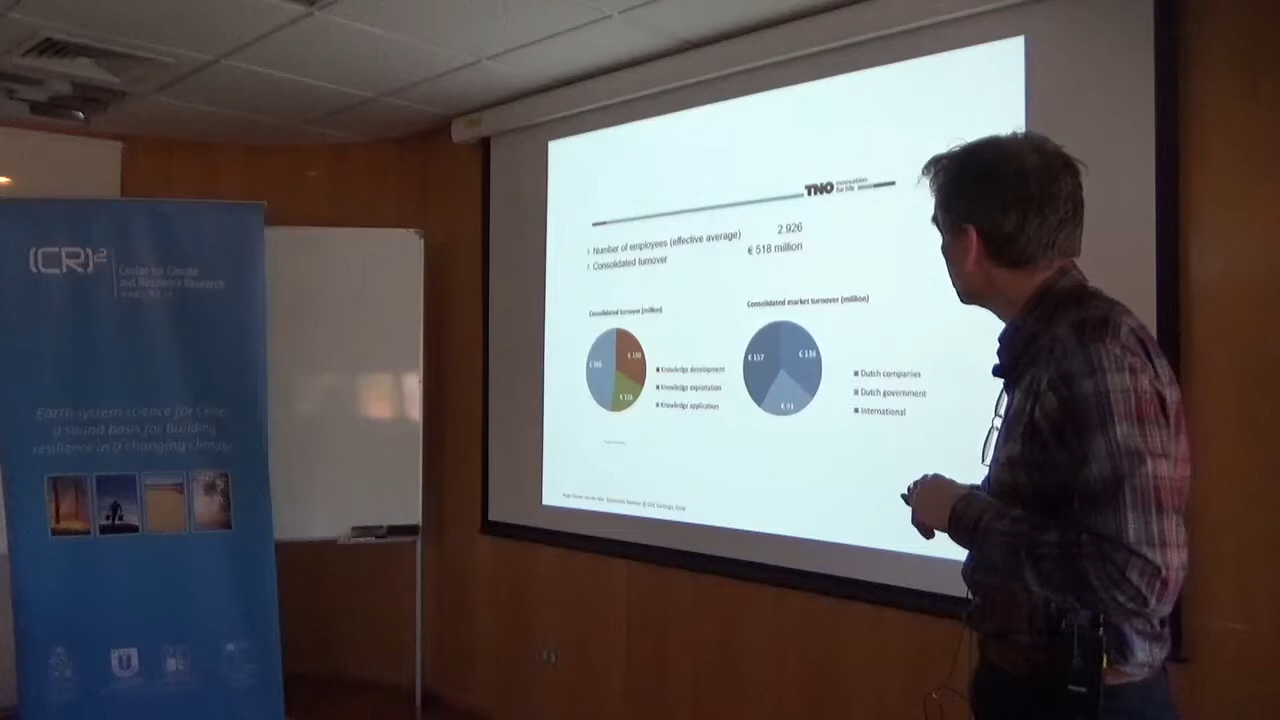 (CR)²
Center for Climate
and Resilience Research
Earth system science for Chile:
a sound basis for building
resilience in a changing climate
TNO innovation
for life
› Number of employees (effective average) 2.926
› Consolidated turnover € 518 million
Consolidated turnover (million)
Consolidated market turnover (million)
€ 116
Knowledge development
Knowledge exploitation
Knowledge application
€ 157
€ 136
Dutch companies
Dutch government
International